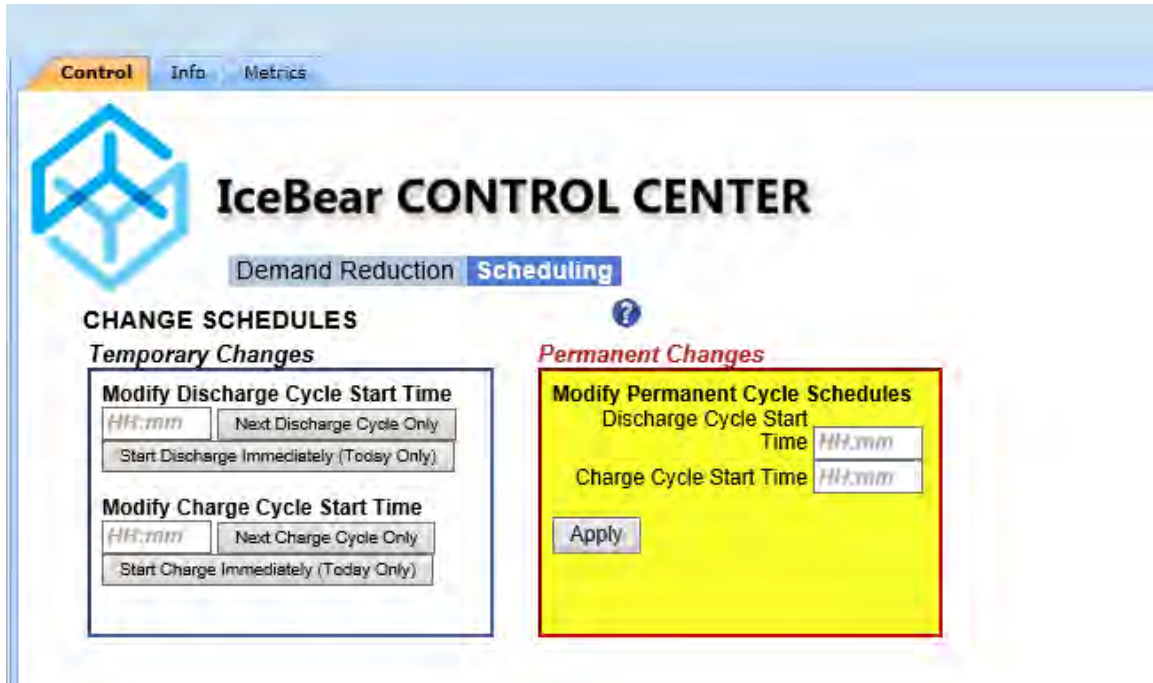 Control Info Metrics
IceBear CONTROL CENTER
Demand Reduction Scheduling
?
CHANGE SCHEDULES
Temporary Changes
Modify Discharge Cycle Start Time
HH:mm Next Discharge Cycle Only
Start Discharge Immediately (Today Only)
Modify Charge Cycle Start Time
HH:mm Next Charge Cycle Only
Start Charge Immediately (Today Only)
Permanent Changes
Modify Permanent Cycle Schedules
Discharge Cycle Start
Time HH:mm
Charge Cycle Start Time HH:mm
Apply